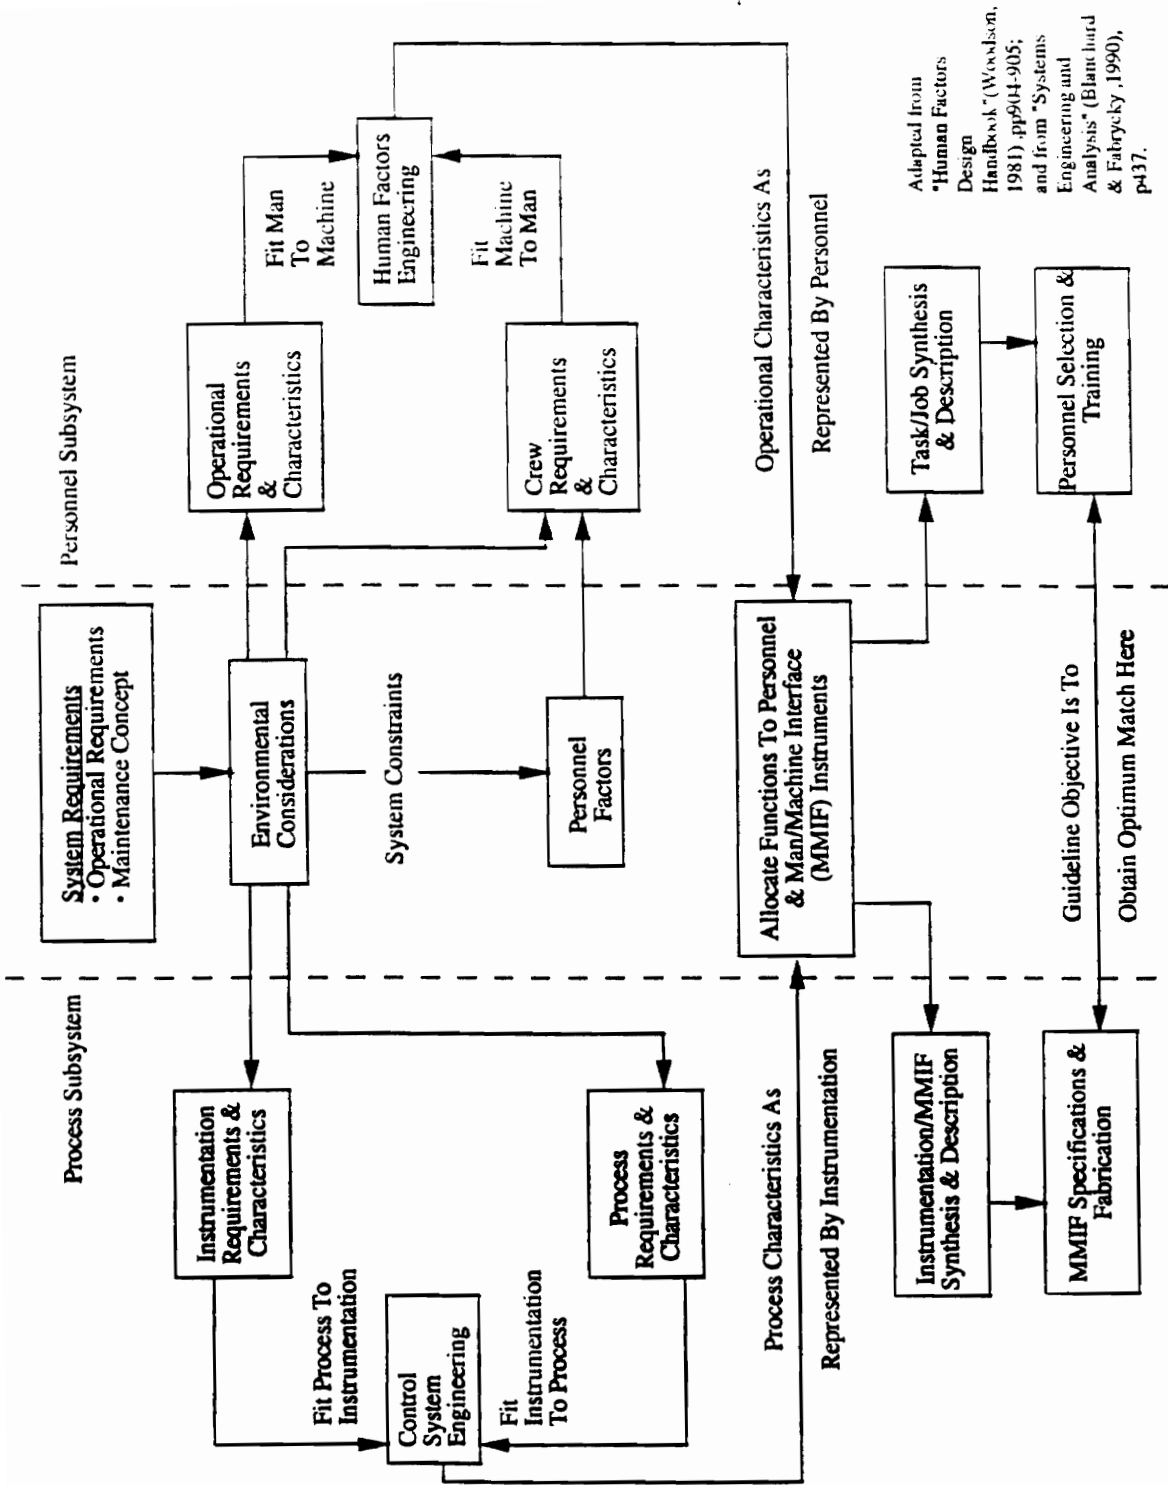 Process Subsystem
Personnel Subsystem
System Requirements
• Operational Requirements
• Maintenance Concept
Environmental
Considerations
Instrumentation
Requirements &
Characteristics
Operational
Requirements
&
Characteristics
Fit Process To
Instrumentation
Control
System
Engineering
Fit
Instrumentation
To Process
Process
Requirements &
Characteristics
System Constraints
Personnel
Factors
Crew
Requirements
&
Characteristics
Fit Man
To
Machine
Human Factors
Engineering
Fit
Machine
To Man
Process Characteristics As
Represented By Instrumentation
Allocate Functions To Personnel
& Man/Machine Interface
(MMIF) Instruments
Operational Characteristics As
Represented By Personnel
Instrumentation/MMIF
Synthesis & Description
Task/Job Synthesis
& Description
MMIF Specifications &
Fabrication
Guideline Objective Is To
Obtain Optimum Match Here
Personnel Selection &
Training
Adapted from
"Human Factors
Design
Handbook"(Woodson,
1981) ,pp904-905;
and from "Systems
Engineering and
Analysis" (Blanchard
& Fabrycky ,1990),
p437.